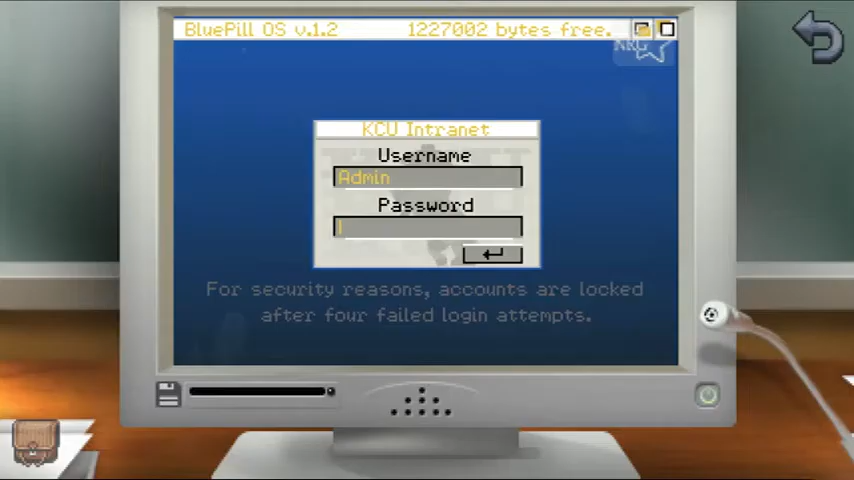 BluePill OS v.1.2 1227002 bytes free.
NRG
KCU Intranet
Username
Admin
Password
For security reasons, accounts are locked
after four failed login attempts.